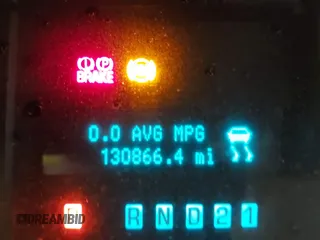 (!) (P)
BRAKE
0.0 AVG MPG
130866.4 mi
P R N D 2 1
DREAMBID